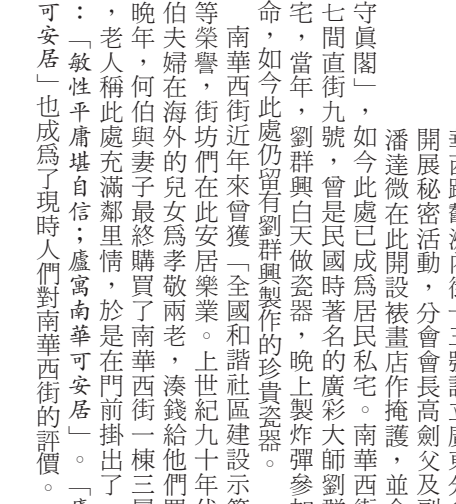 開展秘密活動，分會會長高劍父及副
潘達微在此開設裱畫店作掩護，並
守眞閣」，如今此處已成爲居民私宅。南華西街
七間直街九號，曾是民國時著名的廣彩大師劉群
宅，當年，劉群興白天做瓷器，晚上製炸彈參加
命，如今此處仍留有劉群興製作的珍貴瓷器。
南華西街近年來曾獲「全國和諧社區建設示範
等榮譽，街坊們在此安居樂業。上世紀九十年代
伯夫婦在海外的兒女爲孝敬兩老，湊錢給他們買
晚年，何伯與妻子最終購買了南華西街一棟三層
，老人稱此處充滿鄰里情，於是在門前掛出了
：「敏性平庸堪自信；廬寓南華可安居」。「廬
可安居」也成爲了現時人們對南華西街的評價。